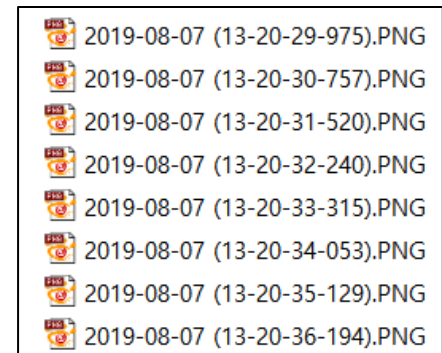 2019-08-07 (13-20-29-975).PNG
2019-08-07 (13-20-30-757).PNG
2019-08-07 (13-20-31-520).PNG
2019-08-07 (13-20-32-240).PNG
2019-08-07 (13-20-33-315).PNG
2019-08-07 (13-20-34-053).PNG
2019-08-07 (13-20-35-129).PNG
2019-08-07 (13-20-36-194).PNG